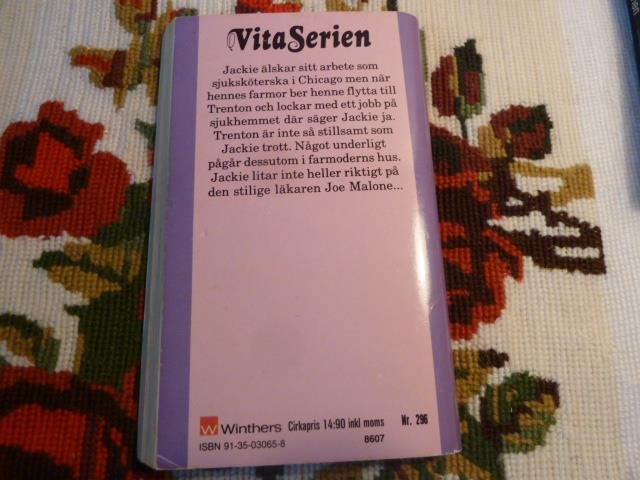 Vita Serien
Jackie älskar sitt arbete som
sjuksköterska i Chicago men när
hennes farmor ber henne flytta till
Trenton och lockar med ett jobb på
sjukhemmet där säger Jackie ja.
Trenton är inte så stillsamt som
Jackie trott. Något underligt
pågår dessutom i farmoderns hus.
Jackie litar inte heller riktigt på
den stilige läkaren Joe Malone...
W Winthers Cirkapris 14:90 inkl moms Nr. 296
ISBN 91-35-03065-8 8607